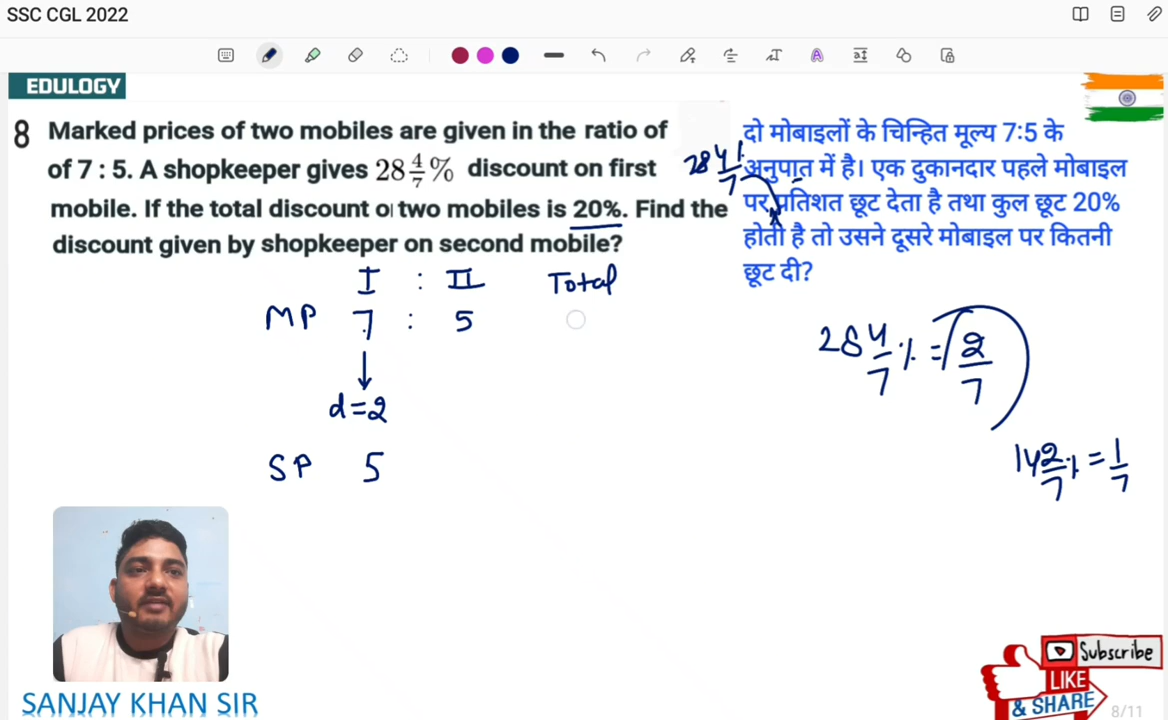 SSC CGL 2022
EDULOGY
8 Marked prices of two mobiles are given in the ratio of
of 7 : 5. A shopkeeper gives 28 4/7 % discount on first
mobile. If the total discount o two mobiles is 20%. Find the
discount given by shopkeeper on second mobile?
28 4/7 %
दो मोबाइलों के चिन्हित मूल्य 7:5 के
अनुपात में है। एक दुकानदार पहले मोबाइल
पर प्रतिशत छूट देता है तथा कुल छूट 20%
होती है तो उसने दूसरे मोबाइल पर कितनी
छूट दी?
I : II Total
MP 7 : 5
d=2
SP 5
28 4/7 % = 2/7
14 2/7 % = 1/7
SANJAY KHAN SIR
Subscribe
LIKE
& SHARE
8/11